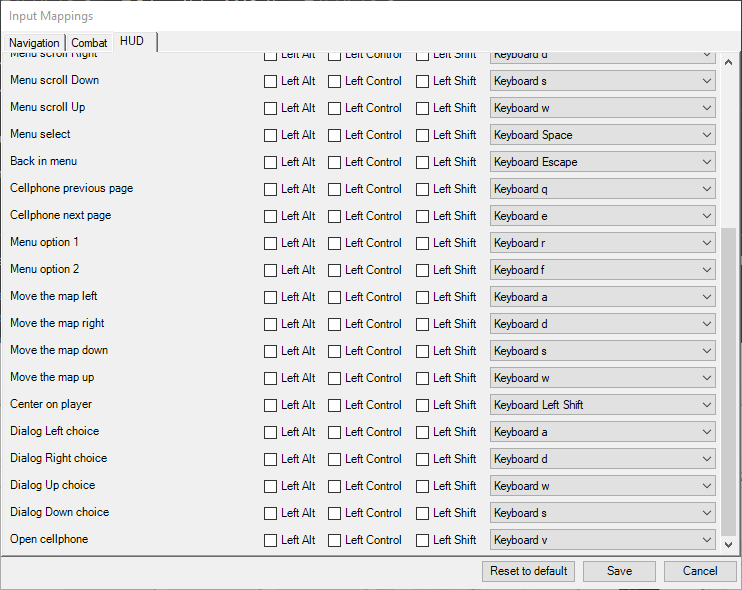 Input Mappings
Navigation Combat HUD
Menu scroll Right Left Alt Left Control Left Shift Keyboard d
Menu scroll Down Left Alt Left Control Left Shift Keyboard s
Menu scroll Up Left Alt Left Control Left Shift Keyboard w
Menu select Left Alt Left Control Left Shift Keyboard Space
Back in menu Left Alt Left Control Left Shift Keyboard Escape
Cellphone previous page Left Alt Left Control Left Shift Keyboard q
Cellphone next page Left Alt Left Control Left Shift Keyboard e
Menu option 1 Left Alt Left Control Left Shift Keyboard r
Menu option 2 Left Alt Left Control Left Shift Keyboard f
Move the map left Left Alt Left Control Left Shift Keyboard a
Move the map right Left Alt Left Control Left Shift Keyboard d
Move the map down Left Alt Left Control Left Shift Keyboard s
Move the map up Left Alt Left Control Left Shift Keyboard w
Center on player Left Alt Left Control Left Shift Keyboard Left Shift
Dialog Left choice Left Alt Left Control Left Shift Keyboard a
Dialog Right choice Left Alt Left Control Left Shift Keyboard d
Dialog Up choice Left Alt Left Control Left Shift Keyboard w
Dialog Down choice Left Alt Left Control Left Shift Keyboard s
Open cellphone Left Alt Left Control Left Shift Keyboard v
Reset to default Save Cancel